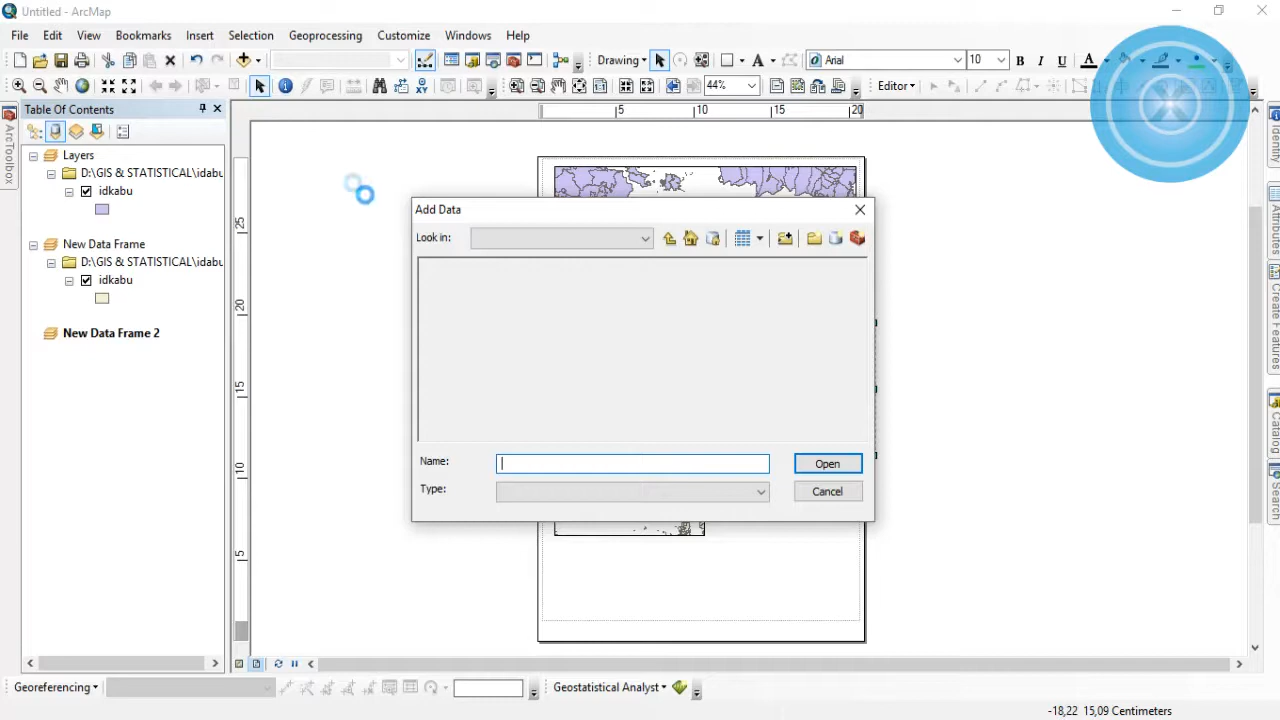 Untitled - ArcMap
File Edit View Bookmarks Insert Selection Geoprocessing Customize Windows Help
Drawing Arial 10 B I U A
44% Editor
Table Of Contents
ArcToolbox
Layers
D:\GIS & STATISTICAL\idabu
idkabu
New Data Frame
D:\GIS & STATISTICAL\idabu
idkabu
New Data Frame 2
5 10 15 20
25
20
15
10
5
Add Data
Look in:
Name:
Type:
Open
Cancel
Identify
Attributes
Create Features
Catalog
Search
Georeferencing
Geostatistical Analyst
-18,22 15,09 Centimeters